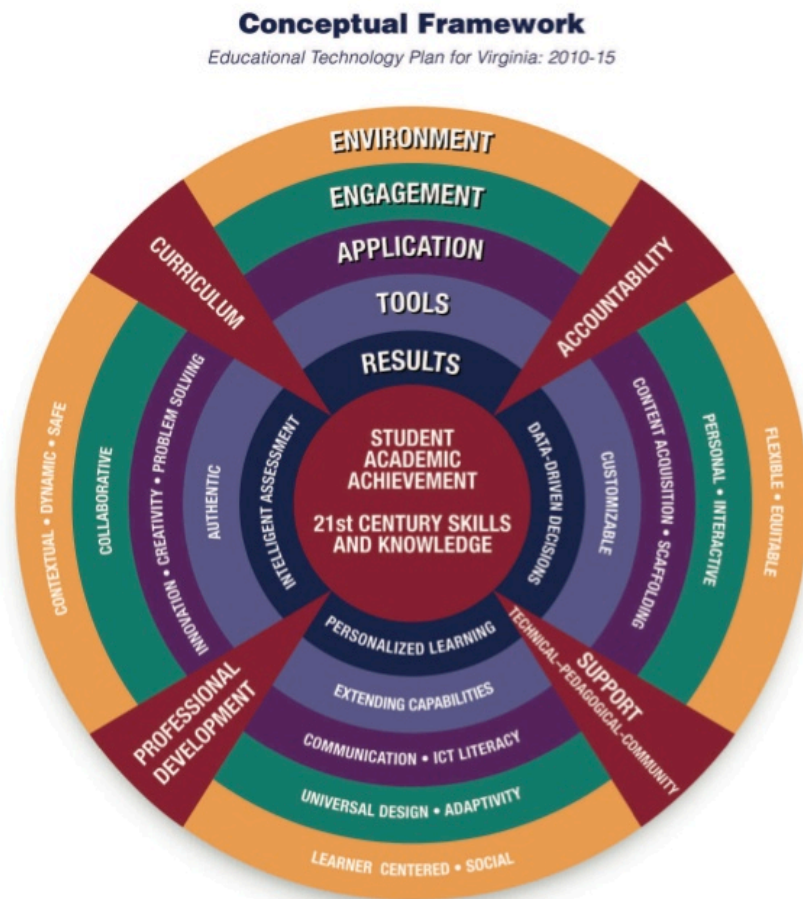 Conceptual Framework
Educational Technology Plan for Virginia: 2010-15
ENVIRONMENT
ENGAGEMENT
APPLICATION
TOOLS
RESULTS
CURRICULUM
ACCOUNTABILITY
STUDENT
ACADEMIC
ACHIEVEMENT
21st CENTURY SKILLS
AND KNOWLEDGE
CONTEXTUAL • DYNAMIC • SAFE
COLLABORATIVE
INNOVATION • CREATIVITY • PROBLEM SOLVING
AUTHENTIC
INTELLIGENT ASSESSMENT
DATA-DRIVEN DECISIONS
CUSTOMIZABLE
CONTENT ACQUISITION • SCAFFOLDING
PERSONAL • INTERACTIVE
FLEXIBLE • EQUITABLE
PERSONALIZED LEARNING
EXTENDING CAPABILITIES
COMMUNICATION • ICT LITERACY
UNIVERSAL DESIGN • ADAPTIVITY
LEARNER CENTERED • SOCIAL
PROFESSIONAL
DEVELOPMENT
SUPPORT
TECHNICAL–PEDAGOGICAL–COMMUNITY